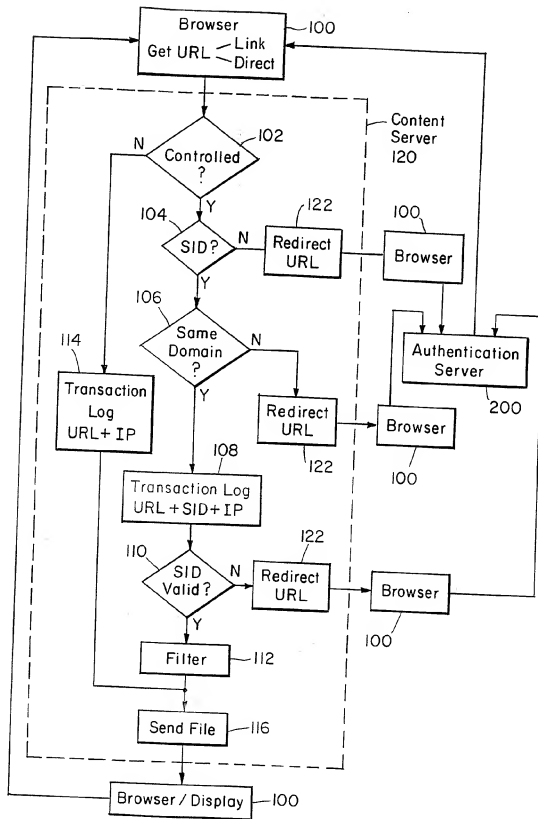 Browser
100
Get URL
Link
Direct
Content
Server
120
102
Controlled
?
N
Y
104
SID?
N
Y
122
Redirect
URL
100
Browser
106
Same
Domain
?
N
Y
114
Transaction
Log
URL+ IP
Authentication
Server
200
Redirect
URL
122
Browser
100
108
Transaction Log
URL+SID+IP
110
SID
Valid?
N
Y
122
Redirect
URL
Browser
100
Filter
112
Send File
116
Browser/Display
100